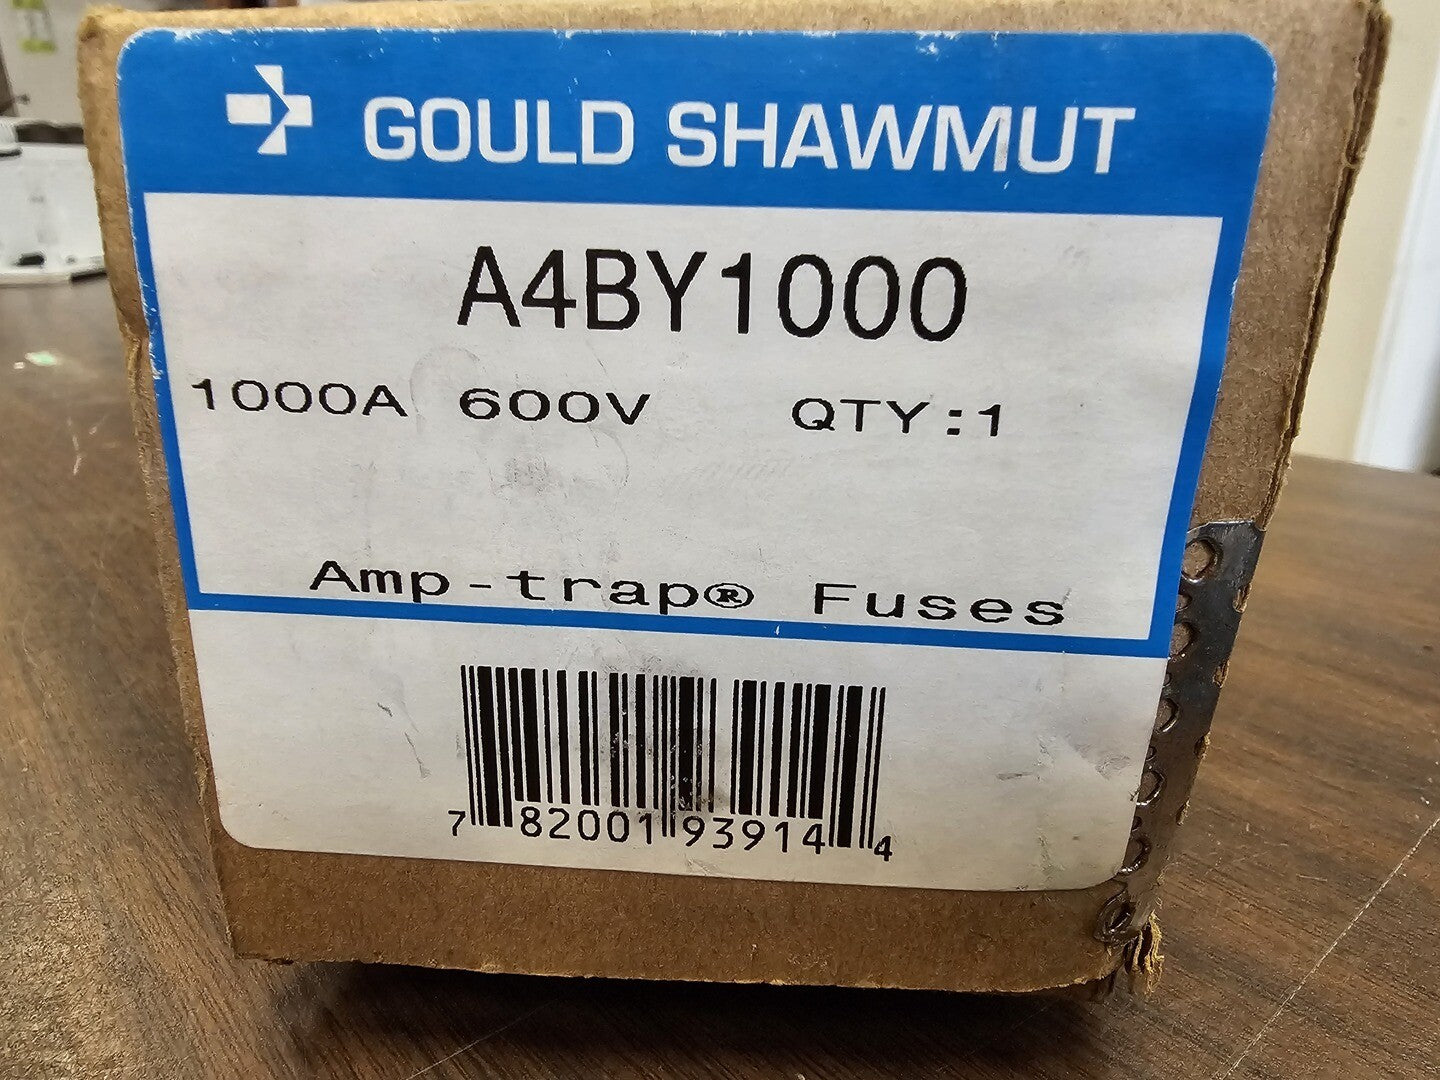 GOULD SHAWMUT
A4BY1000
1000A 600V QTY:1
Amp-trap® Fuses
7 82001 93914 4